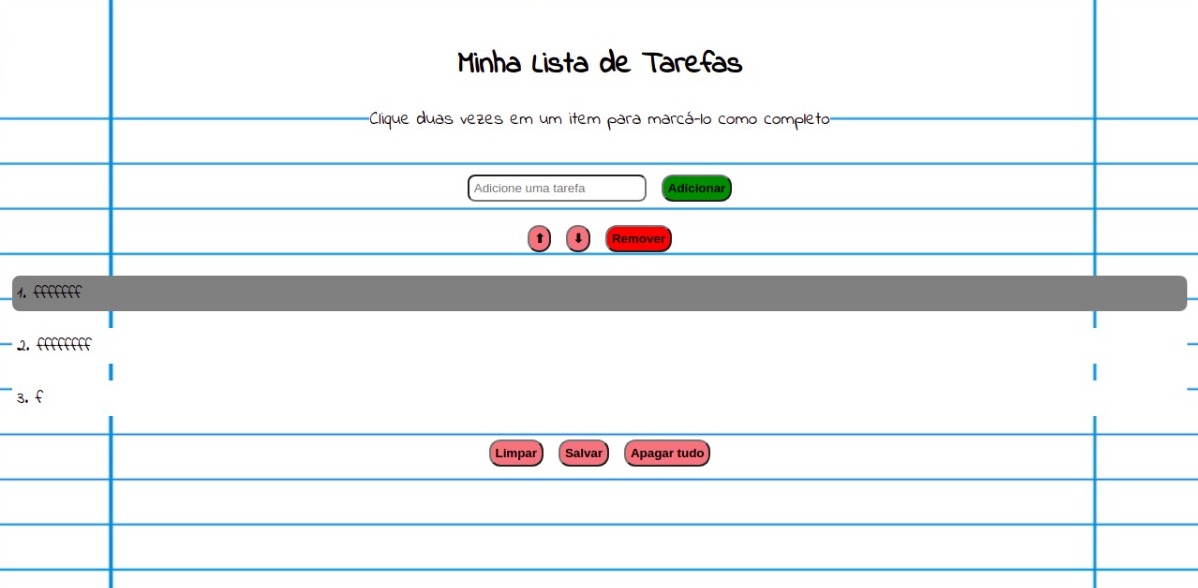 Minha Lista de Tarefas
Clique duas vezes em um item para marcá-lo como completo
Adicione uma tarefa Adicionar
⬆ ⬇ Remover
1. fffffff
2. ffffffff
3. f
Limpar Salvar Apagar tudo